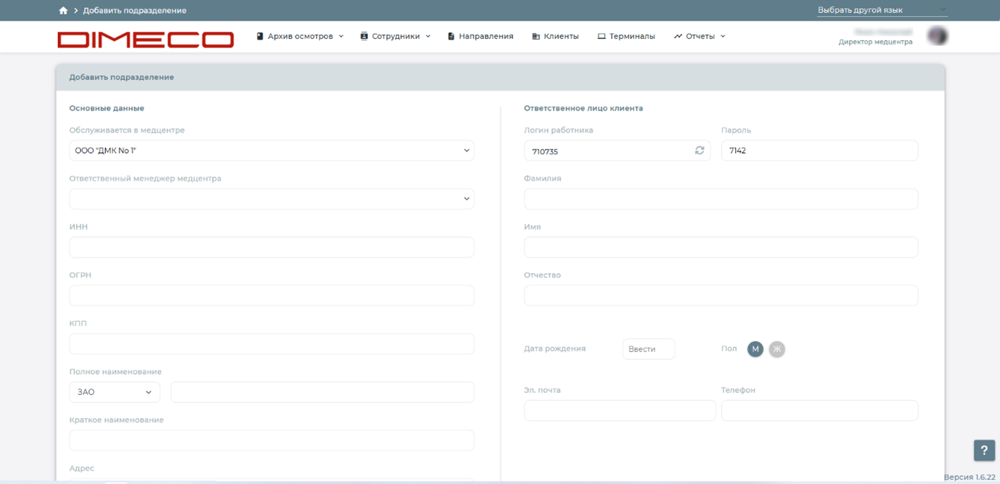 Добавить подразделение
Выбрать другой язык
DIMECO
Архив осмотров
Сотрудники
Направления
Клиенты
Терминалы
Отчеты
Директор медцентра
Добавить подразделение
Основные данные
Обслуживается в медцентре
ООО "ДМК No 1"
Ответственный менеджер медцентра
ИНН
ОГРН
КПП
Полное наименование
ЗАО
Краткое наименование
Адрес
Ответственное лицо клиента
Логин работника
Пароль
710735
7142
Фамилия
Имя
Отчество
Дата рождения
Ввести
Пол
М
Ж
Эл. почта
Телефон
?
Версия 1.6.22